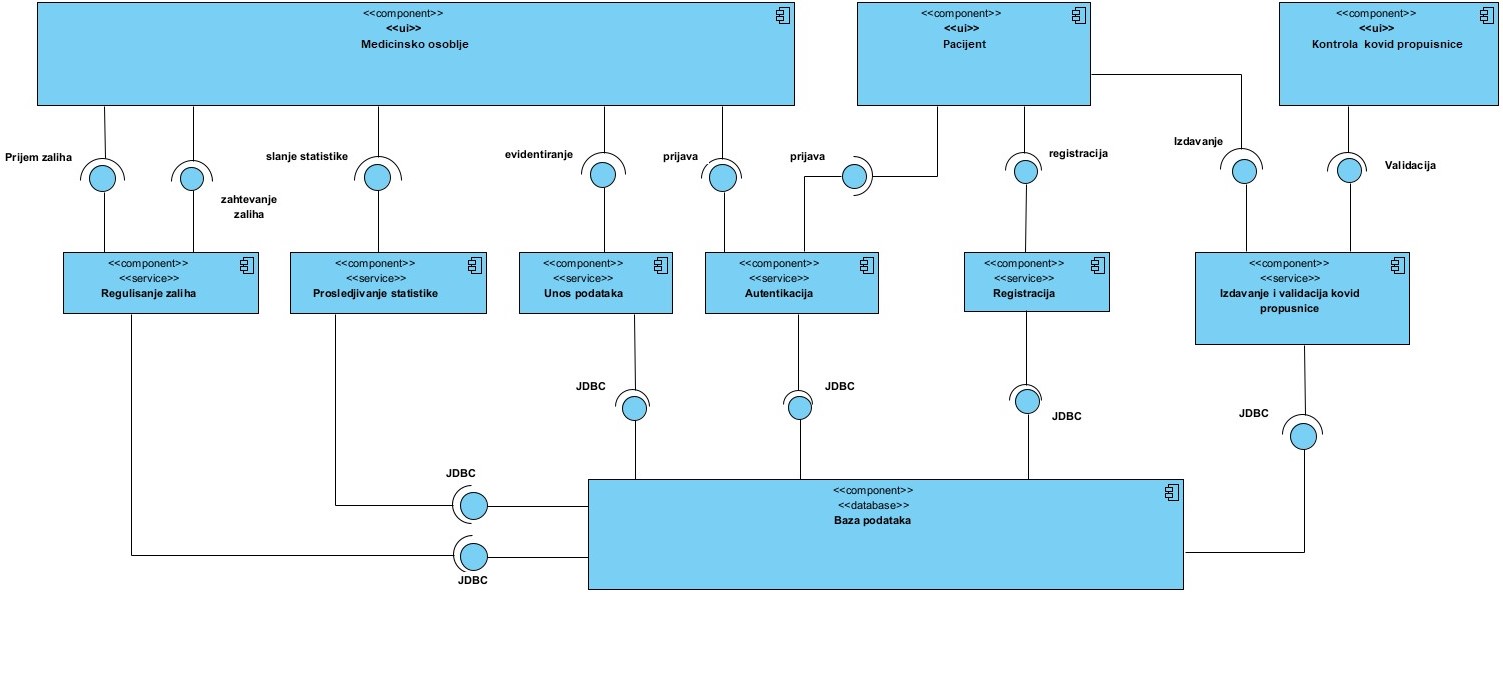 <<component>>
<<ui>>
Medicinsko osoblje
<<component>>
<<ui>>
Pacijent
<<component>>
<<ui>>
Kontrola kovid propuisnice
Prijem zaliha
zahtevanje
zaliha
slanje statistike
evidentiranje
prijava
prijava
registracija
Izdavanje
Validacija
<<component>>
<<service>>
Regulisanje zaliha
<<component>>
<<service>>
Prosledjivanje statistike
<<component>>
<<service>>
Unos podataka
<<component>>
<<service>>
Autentikacija
<<component>>
<<service>>
Registracija
<<component>>
<<service>>
Izdavanje i validacija kovid
propusnice
JDBC
JDBC
JDBC
JDBC
JDBC
JDBC
<<component>>
<<database>>
Baza podataka